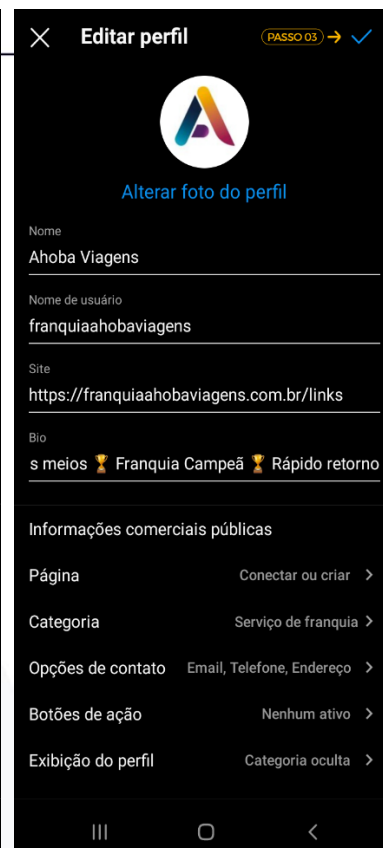 Editar perfil PASSO 03
Alterar foto do perfil
Nome
Ahoba Viagens
Nome de usuário
franquiaahobaviagens
Site
https://franquiaahobaviagens.com.br/links
Bio
s meios 🏆 Franquia Campeã 🏆 Rápido retorno
Informações comerciais públicas
Página Conectar ou criar
Categoria Serviço de franquia
Opções de contato Email, Telefone, Endereço
Botões de ação Nenhum ativo
Exibição do perfil Categoria oculta